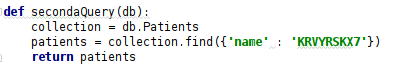 def secondaQuery(db):
    collection = db.Patients
    patients = collection.find({'name' : 'KRVYRSKX7'})
    return patients